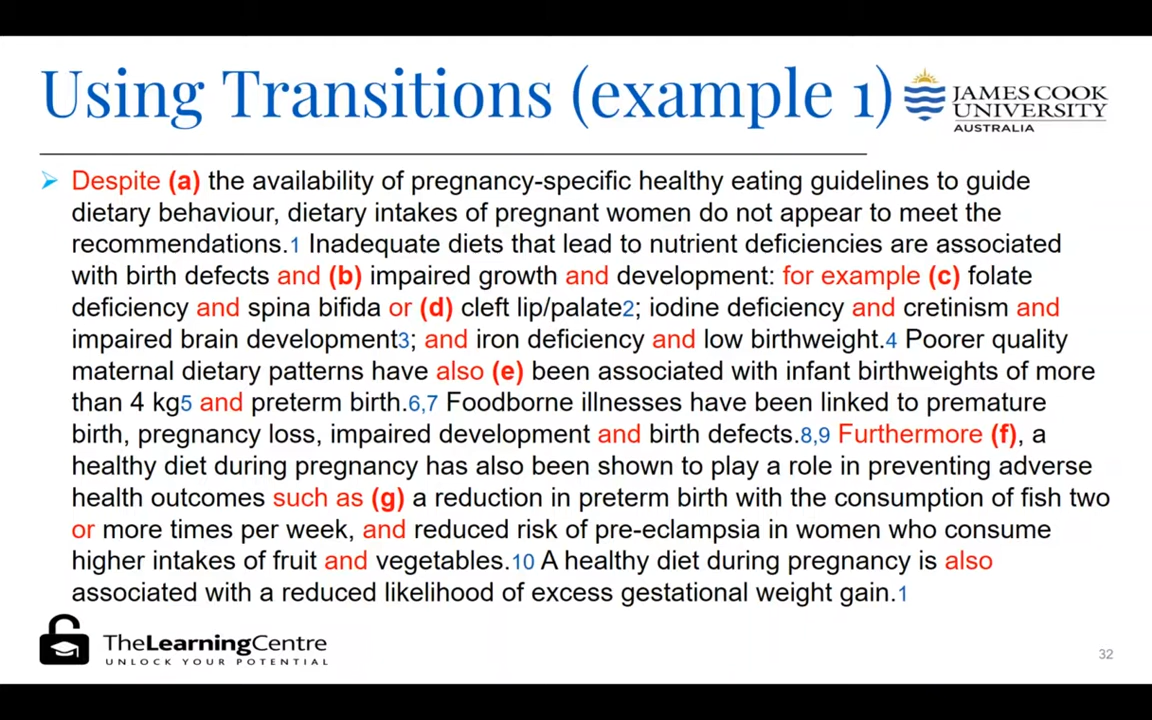 Using Transitions (example 1)
JAMES COOK
UNIVERSITY
AUSTRALIA
Despite (a) the availability of pregnancy-specific healthy eating guidelines to guide
dietary behaviour, dietary intakes of pregnant women do not appear to meet the
recommendations.1 Inadequate diets that lead to nutrient deficiencies are associated
with birth defects and (b) impaired growth and development: for example (c) folate
deficiency and spina bifida or (d) cleft lip/palate2; iodine deficiency and cretinism and
impaired brain development3; and iron deficiency and low birthweight.4 Poorer quality
maternal dietary patterns have also (e) been associated with infant birthweights of more
than 4 kg5 and preterm birth.6,7 Foodborne illnesses have been linked to premature
birth, pregnancy loss, impaired development and birth defects.8,9 Furthermore (f), a
healthy diet during pregnancy has also been shown to play a role in preventing adverse
health outcomes such as (g) a reduction in preterm birth with the consumption of fish two
or more times per week, and reduced risk of pre-eclampsia in women who consume
higher intakes of fruit and vegetables.10 A healthy diet during pregnancy is also
associated with a reduced likelihood of excess gestational weight gain.1
TheLearningCentre
UNLOCK YOUR POTENTIAL
32